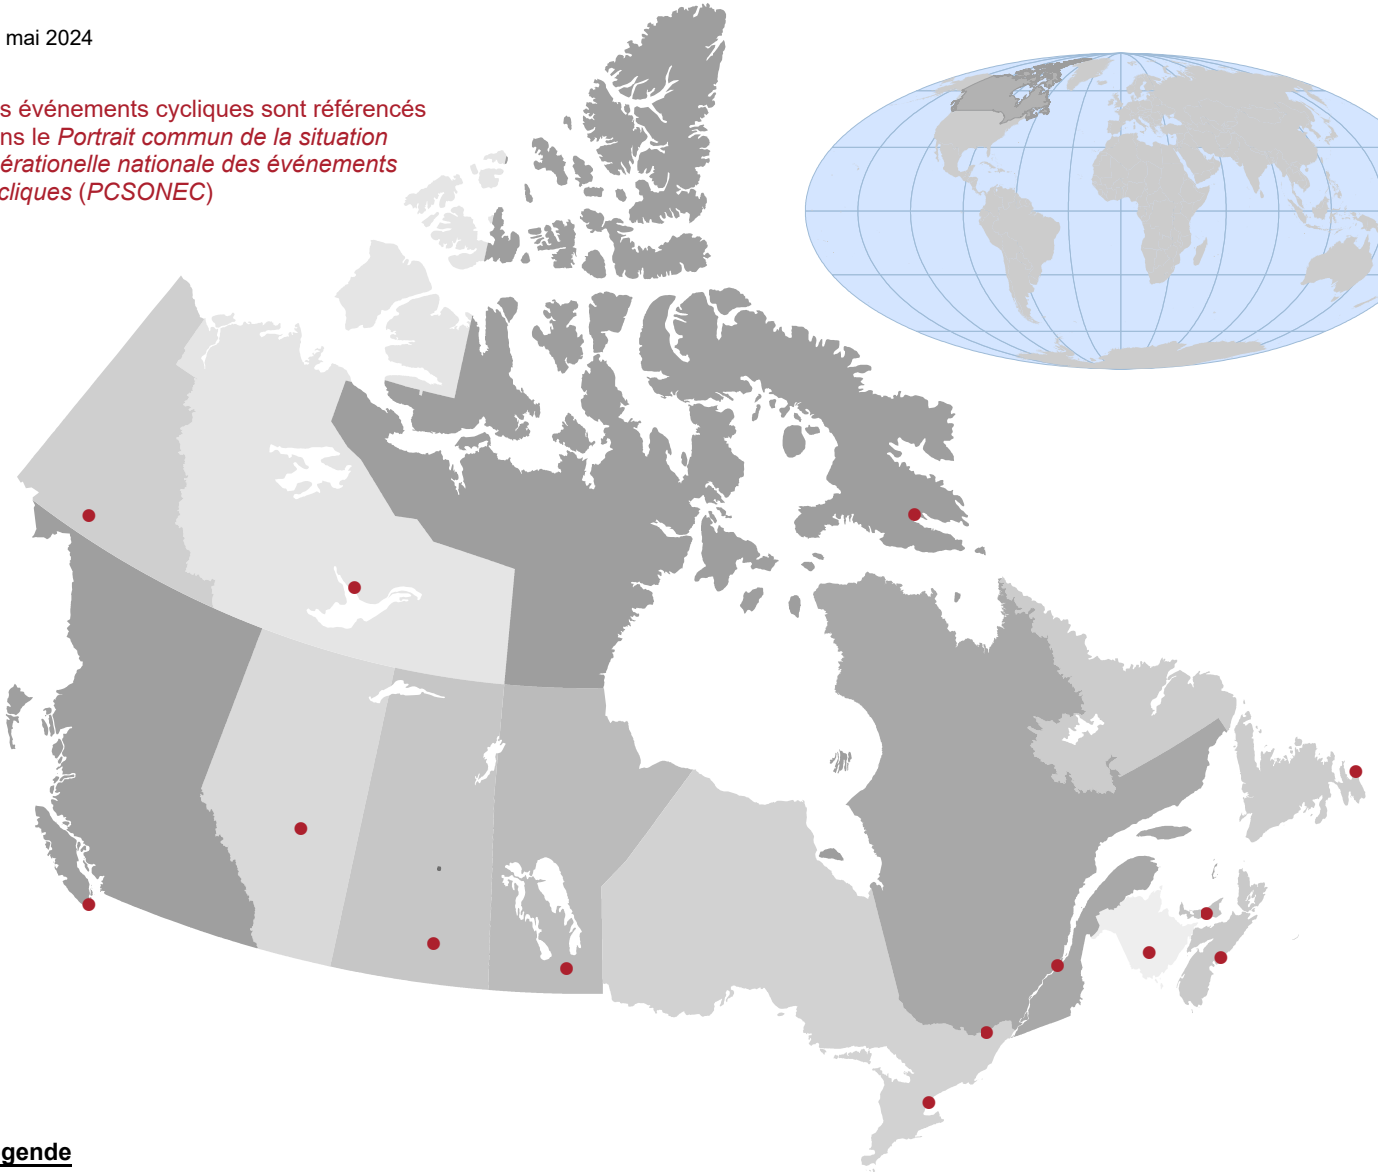 mai 2024
s événements cycliques sont référencés
ns le Portrait commun de la situation
érationelle nationale des événements
cliques (PCSONEC)
gende